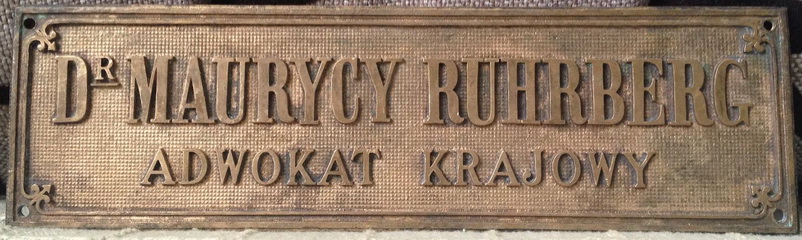 Dᴿ MAURYCY RUHRBERG
ADWOKAT KRAJOWY